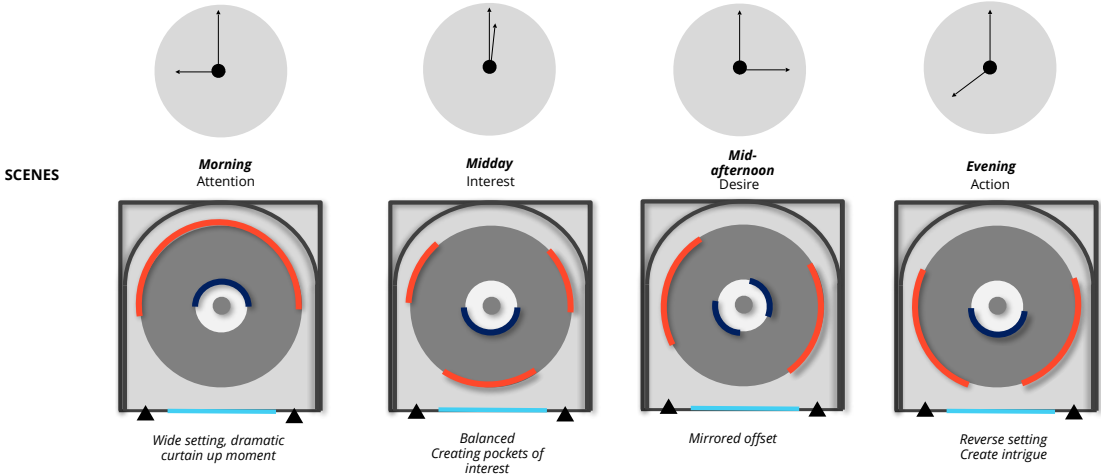 SCENES
Morning
Attention
Midday
Interest
Mid-
afternoon
Desire
Evening
Action
Wide setting, dramatic
curtain up moment
Balanced
Creating pockets of
interest
Mirrored offset
Reverse setting
Create intrigue